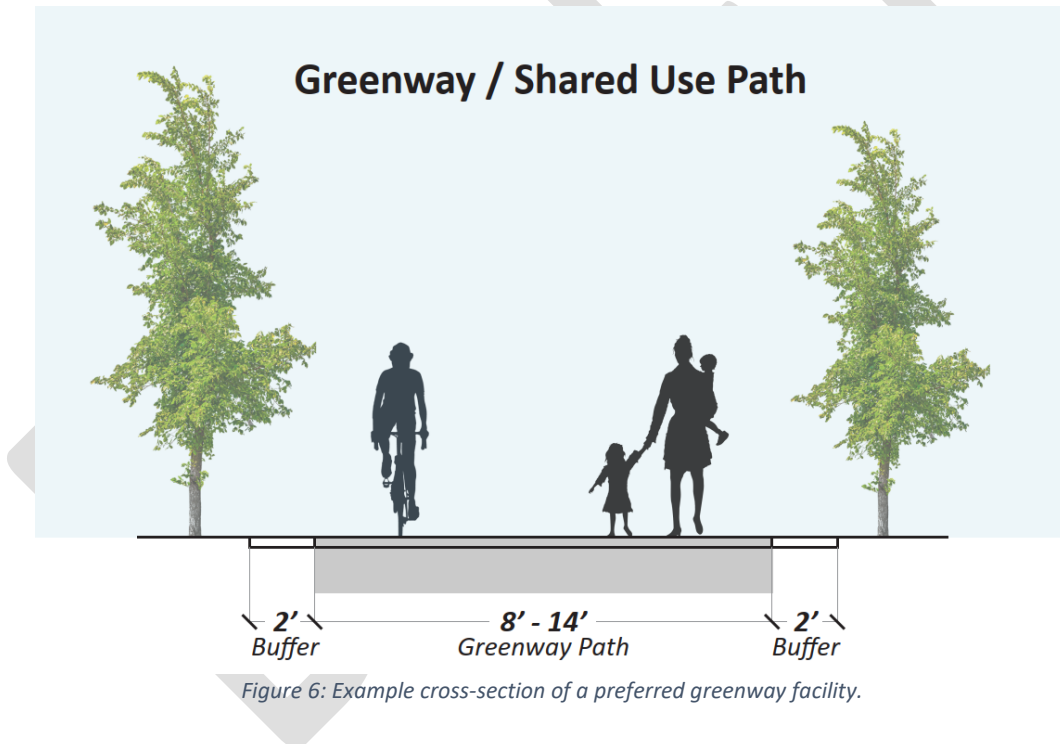 Greenway / Shared Use Path
2’ 8’ - 14’ 2’
Buffer Greenway Path Buffer
Figure 6: Example cross-section of a preferred greenway facility.